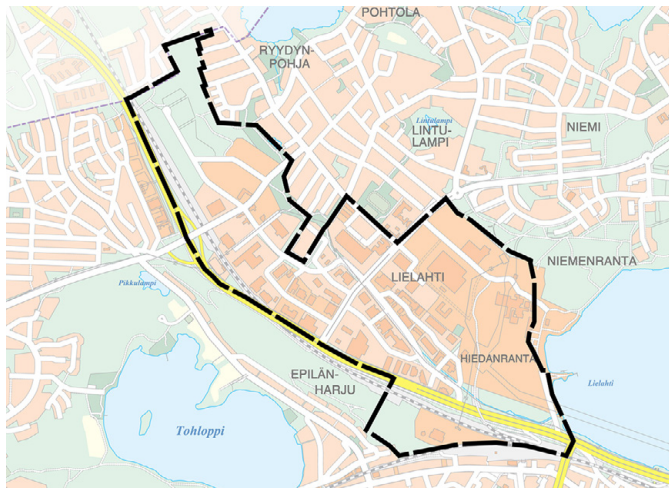 POHTOLA
RYYDYN-
POHJA
Lintulampi
LINTU-
LAMPI
NIEMI
NIEMENRANTA
LIELAHTI
Pikkulampi
HIEDANRANTA
EPILÄN-
HARJU
Lielahti
Tohloppi